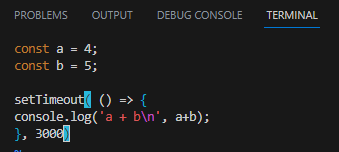 PROBLEMS OUTPUT DEBUG CONSOLE TERMINAL
const a = 4;
const b = 5;
setTimeout( () => {
console.log('a + b\n', a+b);
}, 3000)